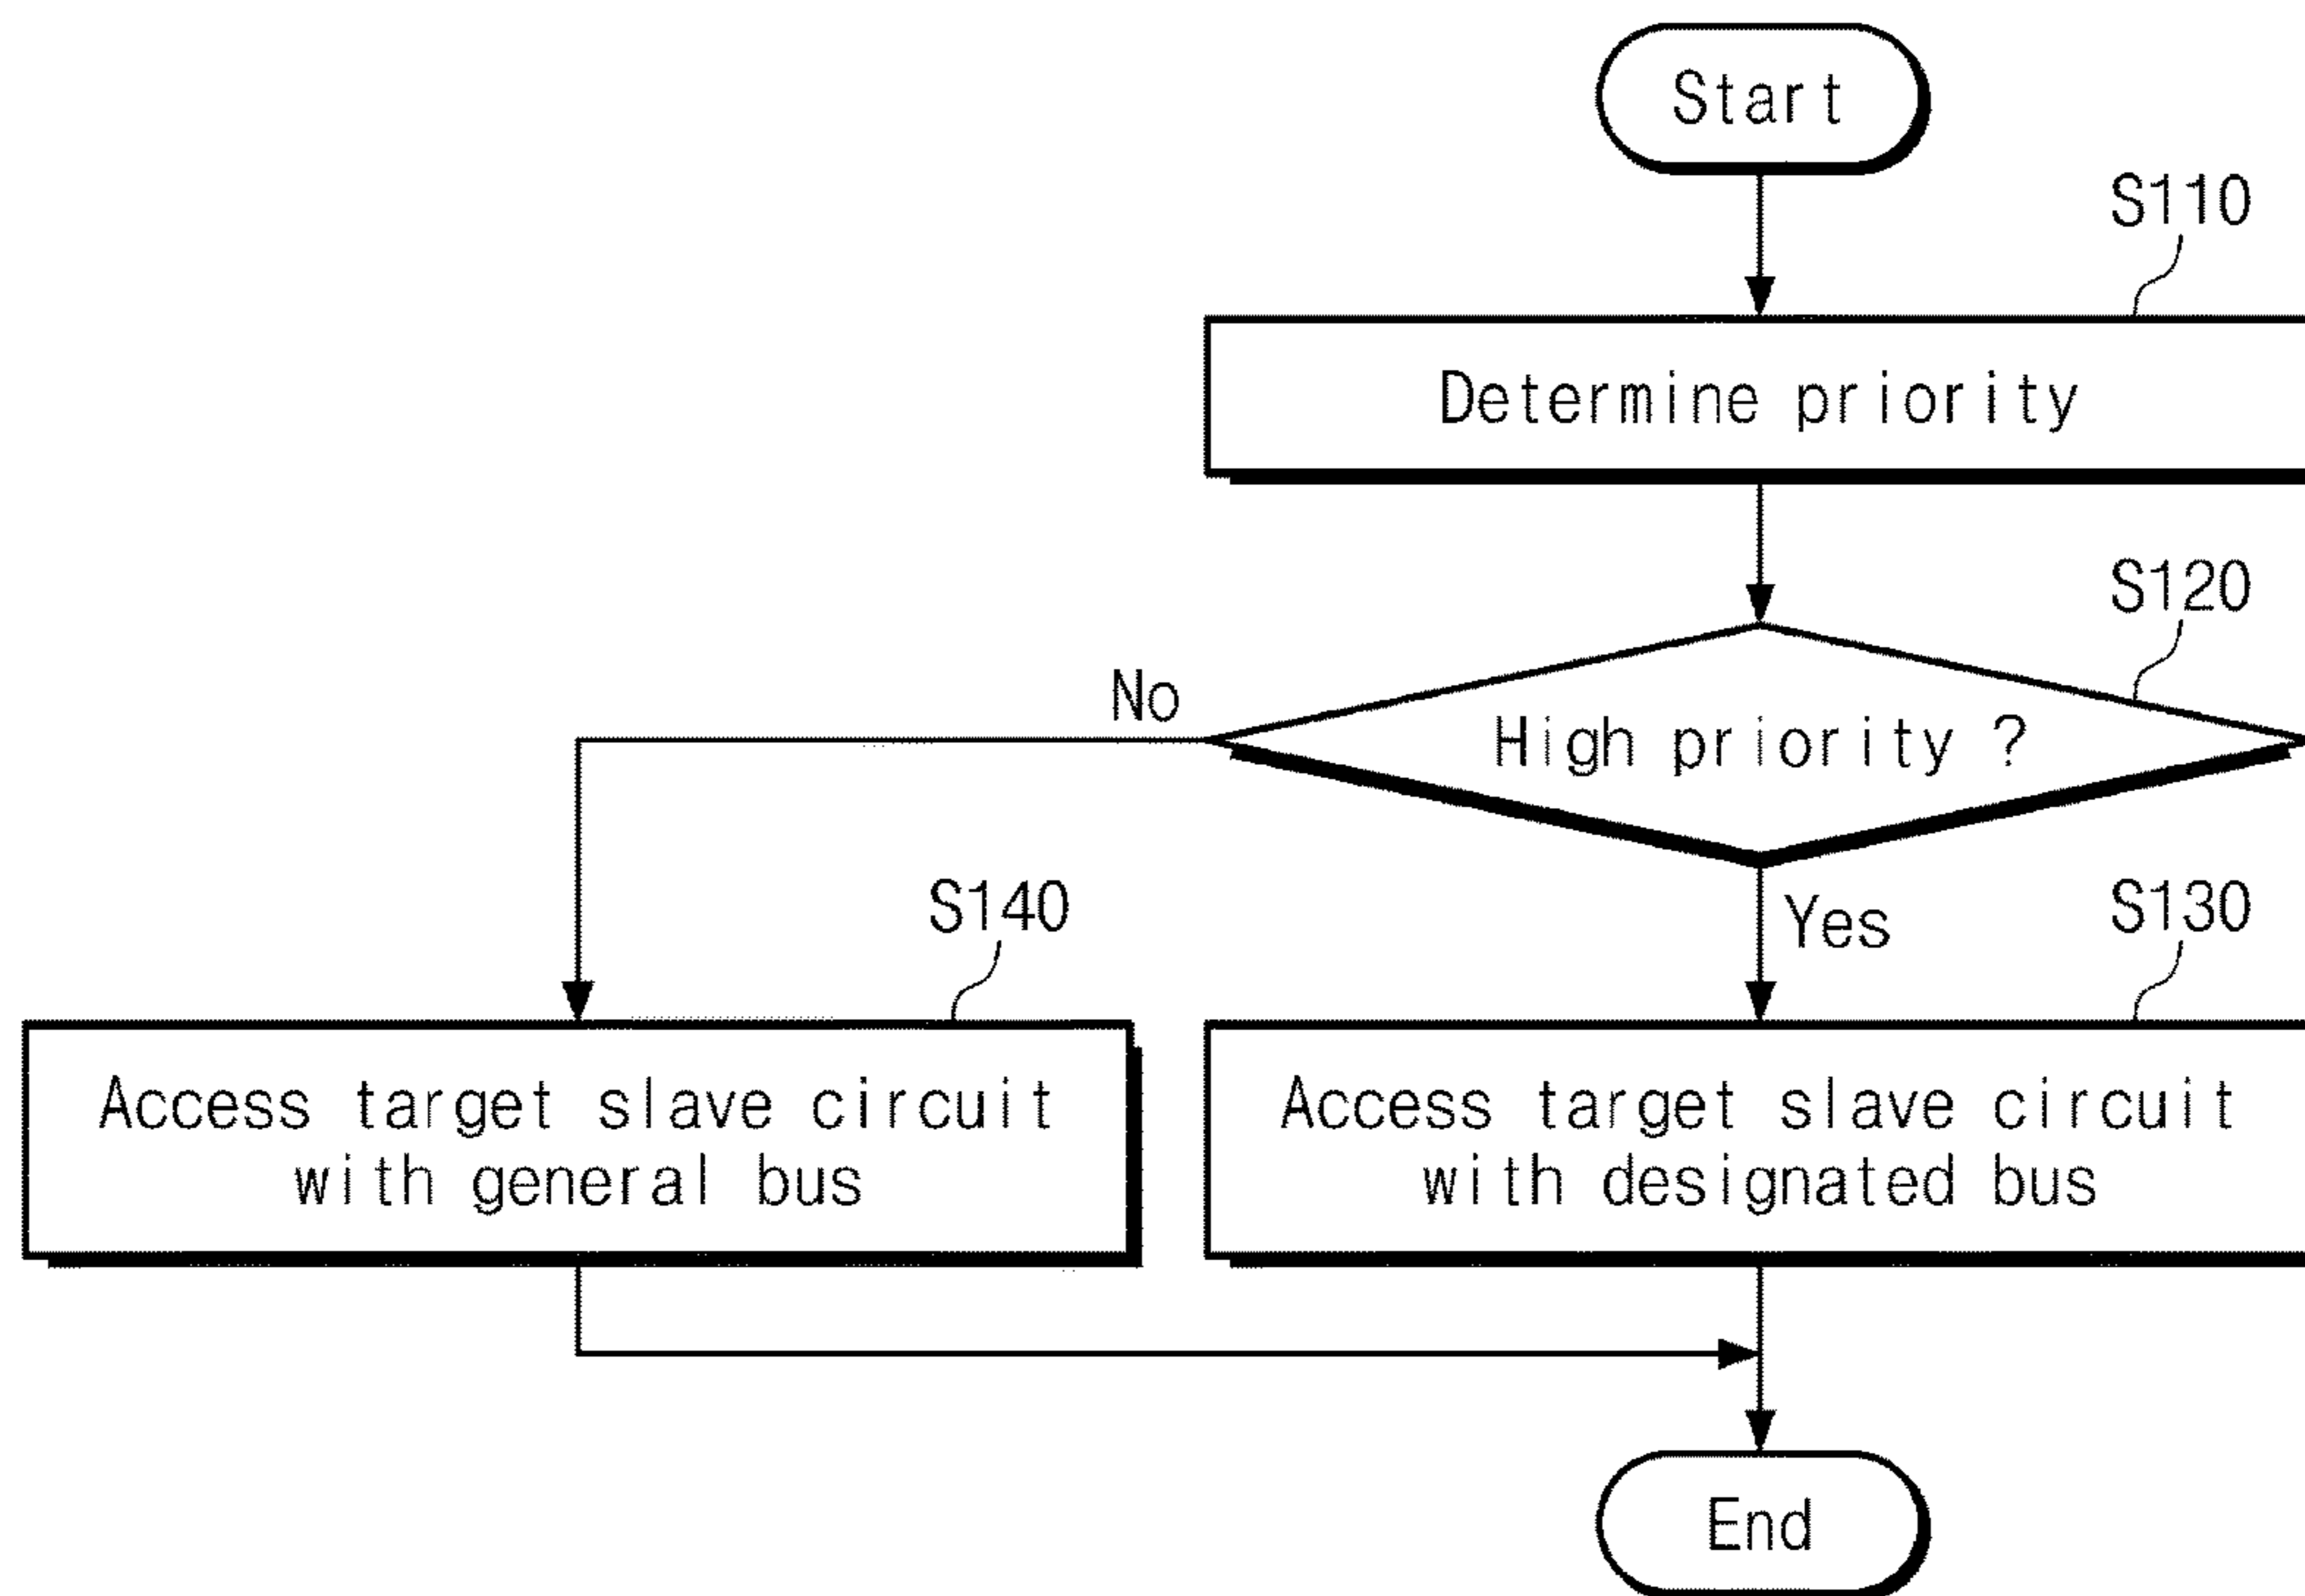 Start
S110
Determine priority
S120
No
High priority ?
Yes
S140
S130
Access target slave circuit
with general bus
Access target slave circuit
with designated bus
End